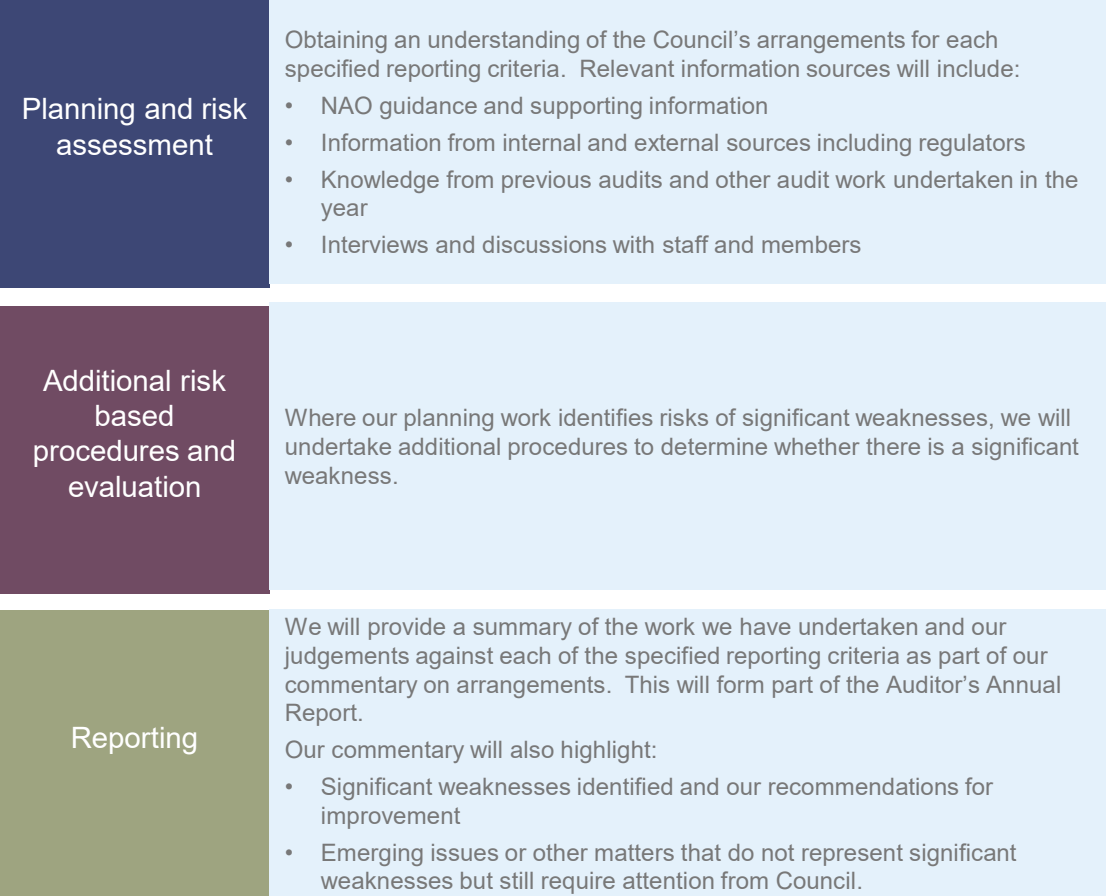 Planning and risk
assessment
Obtaining an understanding of the Council’s arrangements for each
specified reporting criteria.  Relevant information sources will include:
• NAO guidance and supporting information
• Information from internal and external sources including regulators
• Knowledge from previous audits and other audit work undertaken in the
year
• Interviews and discussions with staff and members
Additional risk
based
procedures and
evaluation
Where our planning work identifies risks of significant weaknesses, we will
undertake additional procedures to determine whether there is a significant
weakness.
Reporting
We will provide a summary of the work we have undertaken and our
judgements against each of the specified reporting criteria as part of our
commentary on arrangements.  This will form part of the Auditor’s Annual
Report.
Our commentary will also highlight:
• Significant weaknesses identified and our recommendations for
improvement
• Emerging issues or other matters that do not represent significant
weaknesses but still require attention from Council.